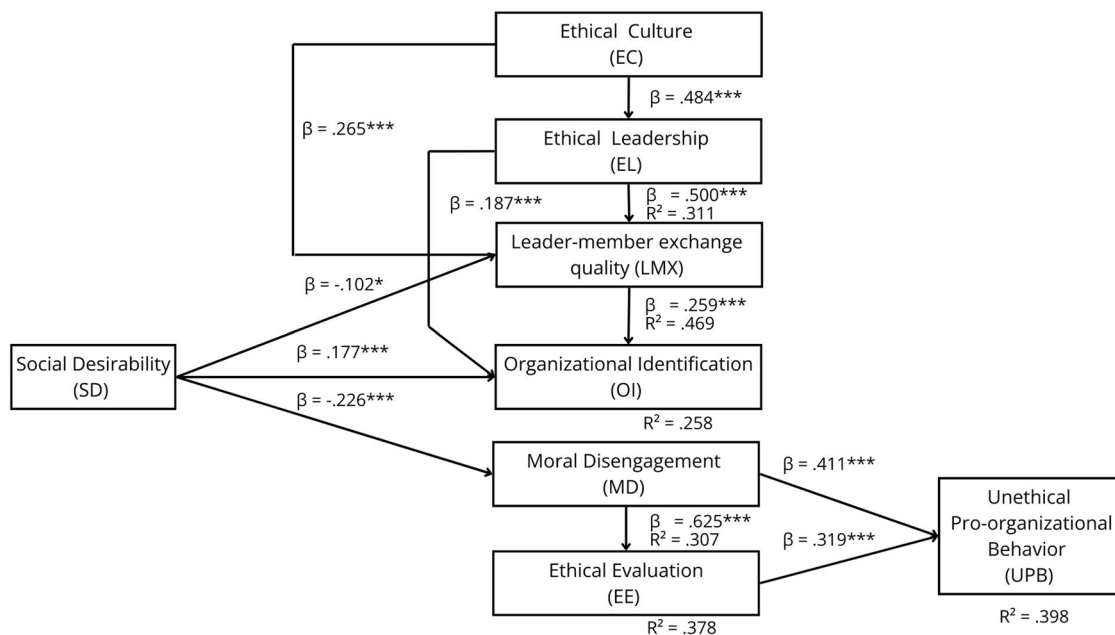 Ethical Culture
(EC)
β = .484***
β = .265***
Ethical Leadership
(EL)
β = .187***
β = .500***
R² = .311
Leader-member exchange
quality (LMX)
β = -.102*
β = .259***
R² = .469
Social Desirability
(SD)
β = .177***
Organizational Identification
(OI)
β = -.226***
R² = .258
Moral Disengagement
(MD)
β = .411***
β = .625***
R² = .307
β = .319***
Unethical
Pro-organizational
Behavior
(UPB)
Ethical Evaluation
(EE)
R² = .378
R² = .398